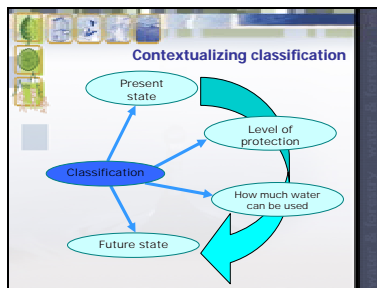 Contextualizing classification
Present
state
Level of
protection
Classification
How much water
can be used
Future state